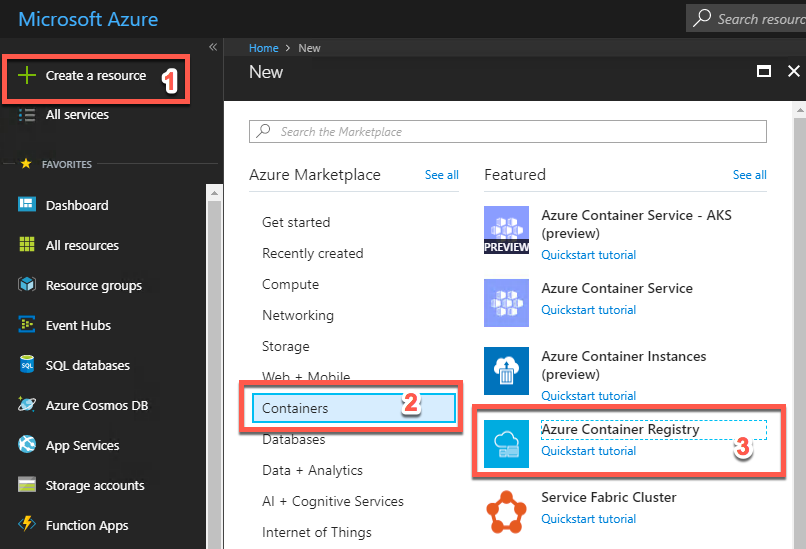 Microsoft Azure
Search resourc
Create a resource
1
All services
FAVORITES
Dashboard
All resources
Resource groups
Event Hubs
SQL databases
Azure Cosmos DB
App Services
Storage accounts
Function Apps
Home > New
New
Search the Marketplace
Azure Marketplace
See all
Get started
Recently created
Compute
Networking
Storage
Web + Mobile
Containers
2
Databases
Data + Analytics
AI + Cognitive Services
Internet of Things
Featured
See all
PREVIEW
Azure Container Service - AKS
(preview)
Quickstart tutorial
Azure Container Service
Quickstart tutorial
Azure Container Instances
(preview)
Quickstart tutorial
Azure Container Registry
Quickstart tutorial
3
Service Fabric Cluster
Quickstart tutorial